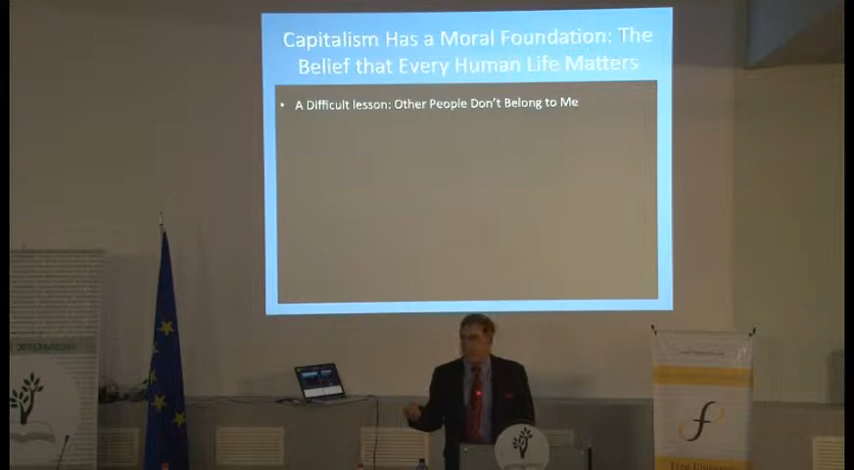 Capitalism Has a Moral Foundation: The
Belief that Every Human Life Matters
• A Difficult lesson: Other People Don't Belong to Me
f